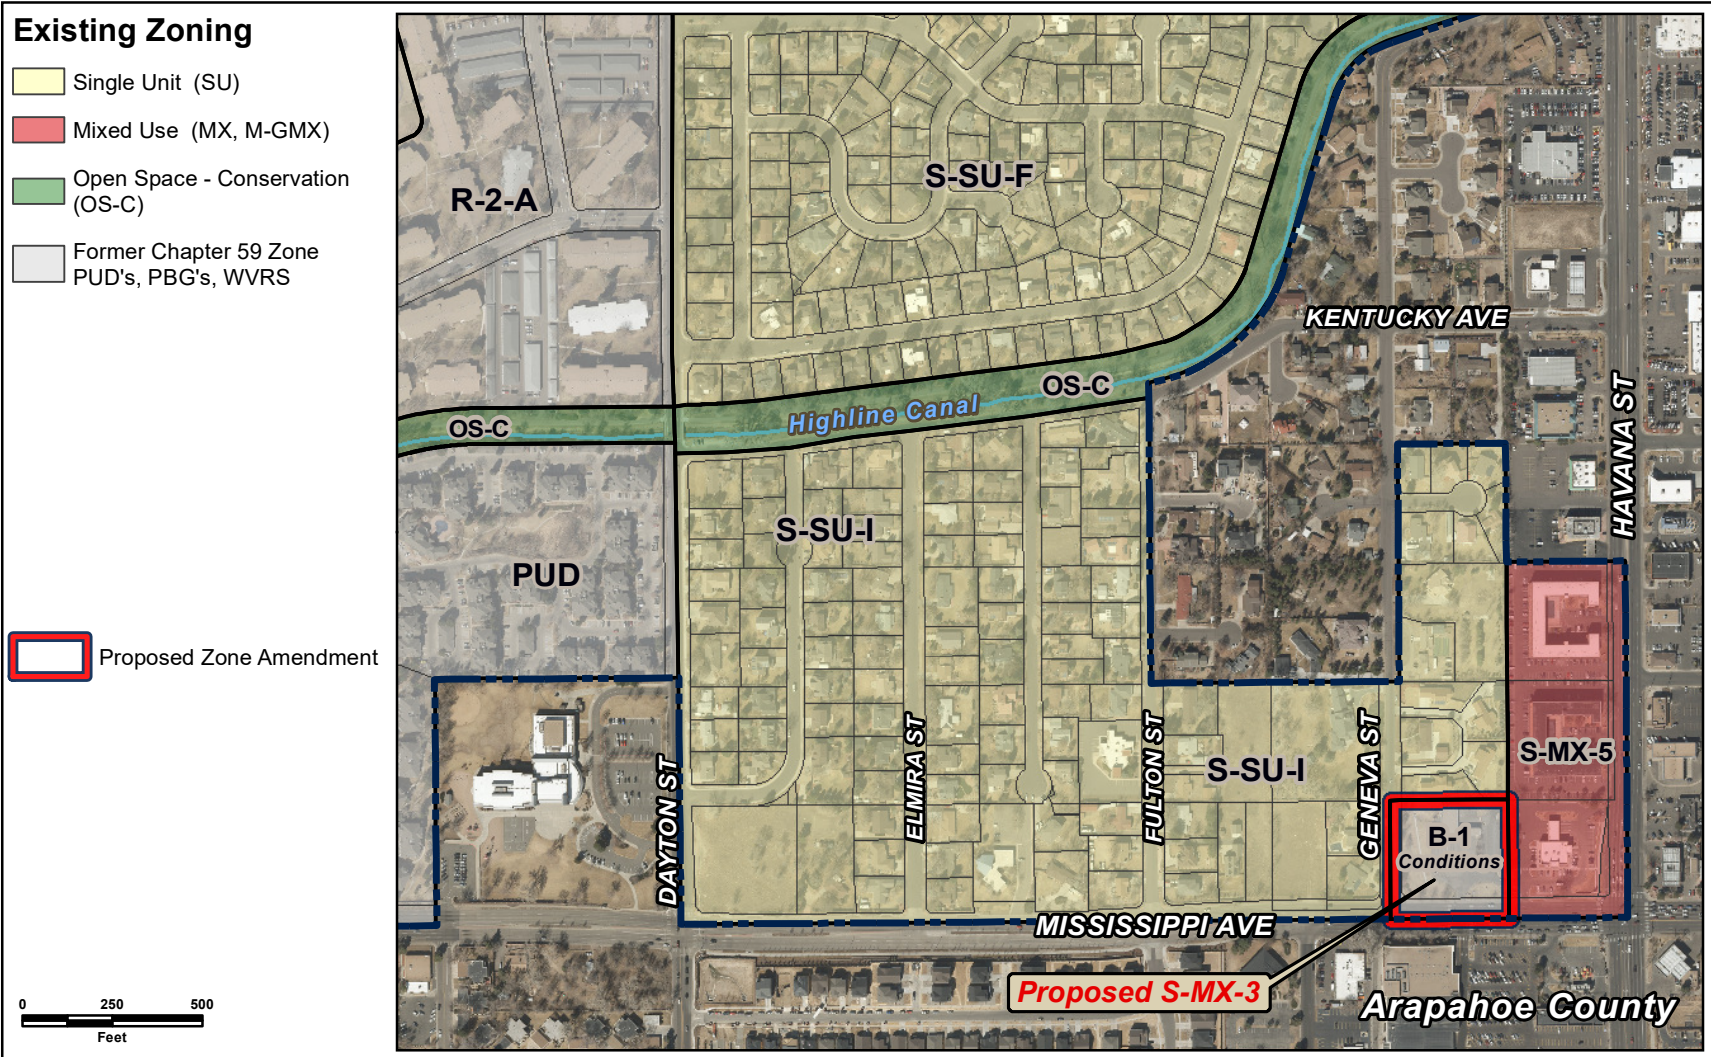 Existing Zoning
Single Unit  (SU)
Mixed Use  (MX, M-GMX)
Open Space - Conservation
(OS-C)
Former Chapter 59 Zone
PUD's, PBG's, WVRS
Proposed Zone Amendment
0 250 500
Feet
R-2-A
S-SU-F
KENTUCKY AVE
OS-C
Highline Canal
OS-C
HAVANA ST
S-SU-I
PUD
DAYTON ST
ELMIRA ST
FULTON ST
S-SU-I
GENEVA ST
S-MX-5
B-1
Conditions
MISSISSIPPI AVE
Proposed S-MX-3
Arapahoe County